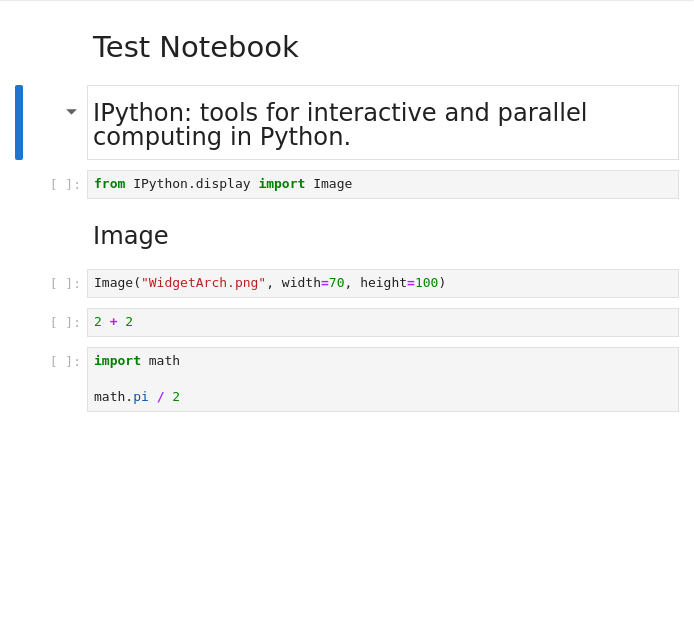 Test Notebook
IPython: tools for interactive and parallel
computing in Python.
[ ]: from IPython.display import Image
Image
[ ]: Image("WidgetArch.png", width=70, height=100)
[ ]: 2 + 2
[ ]: import math
math.pi / 2